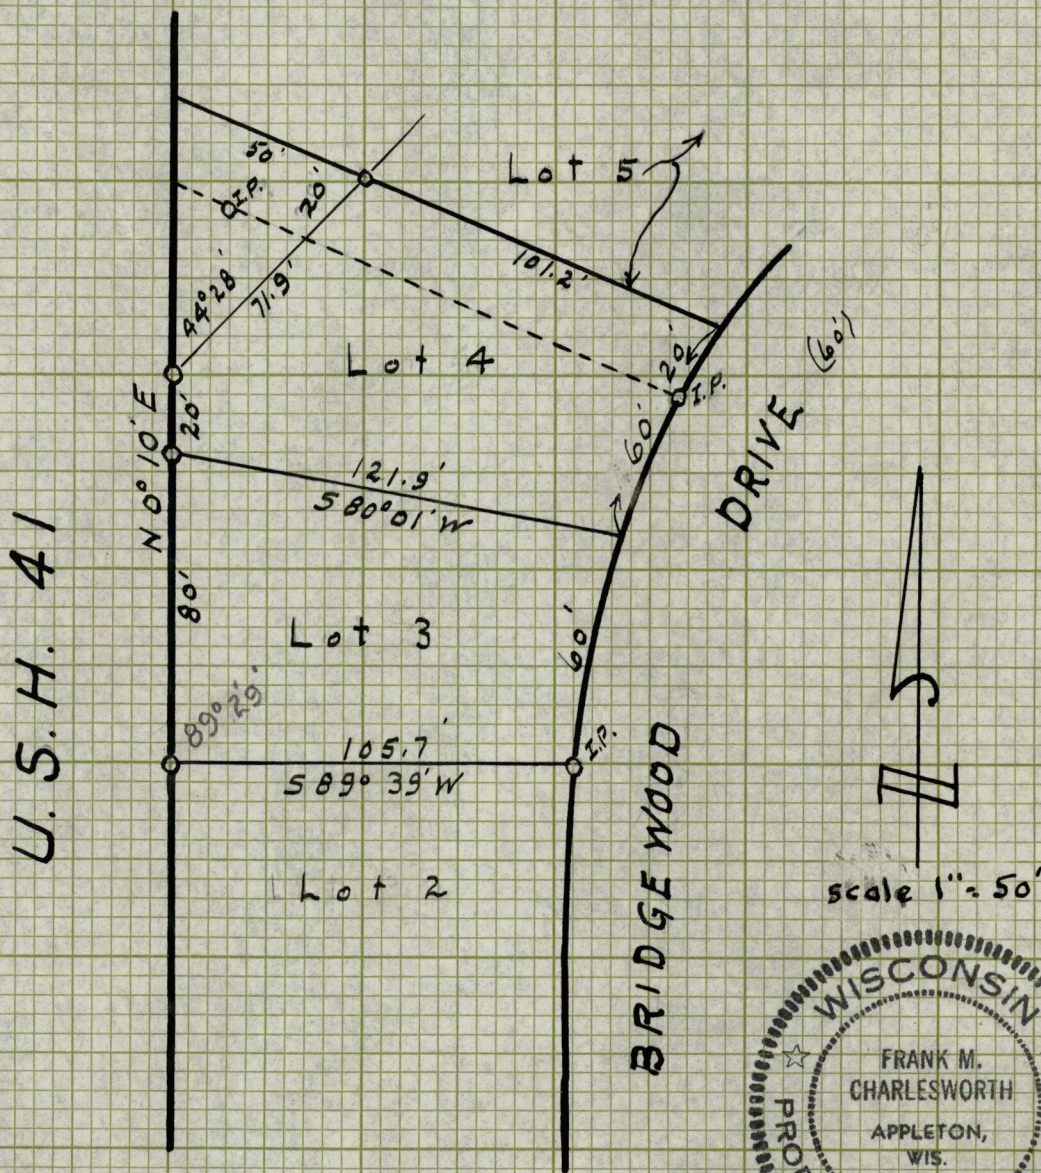 50'
Lot 5
I.P.
20'
101.2'
44°28'
71.9'
Lot 4
20'
(60')
I.P.
N 0° 10' E
20'
60'
DRIVE
121.9'
S 80° 01' W
U.S.H. 41
80'
Lot 3
60'
89° 29'
105.7'
S 89° 39' W
I.P.
BRIDGEWOOD
Lot 2
scale 1" = 50'
WISCONSIN
FRANK M.
CHARLESWORTH
APPLETON,
WIS.